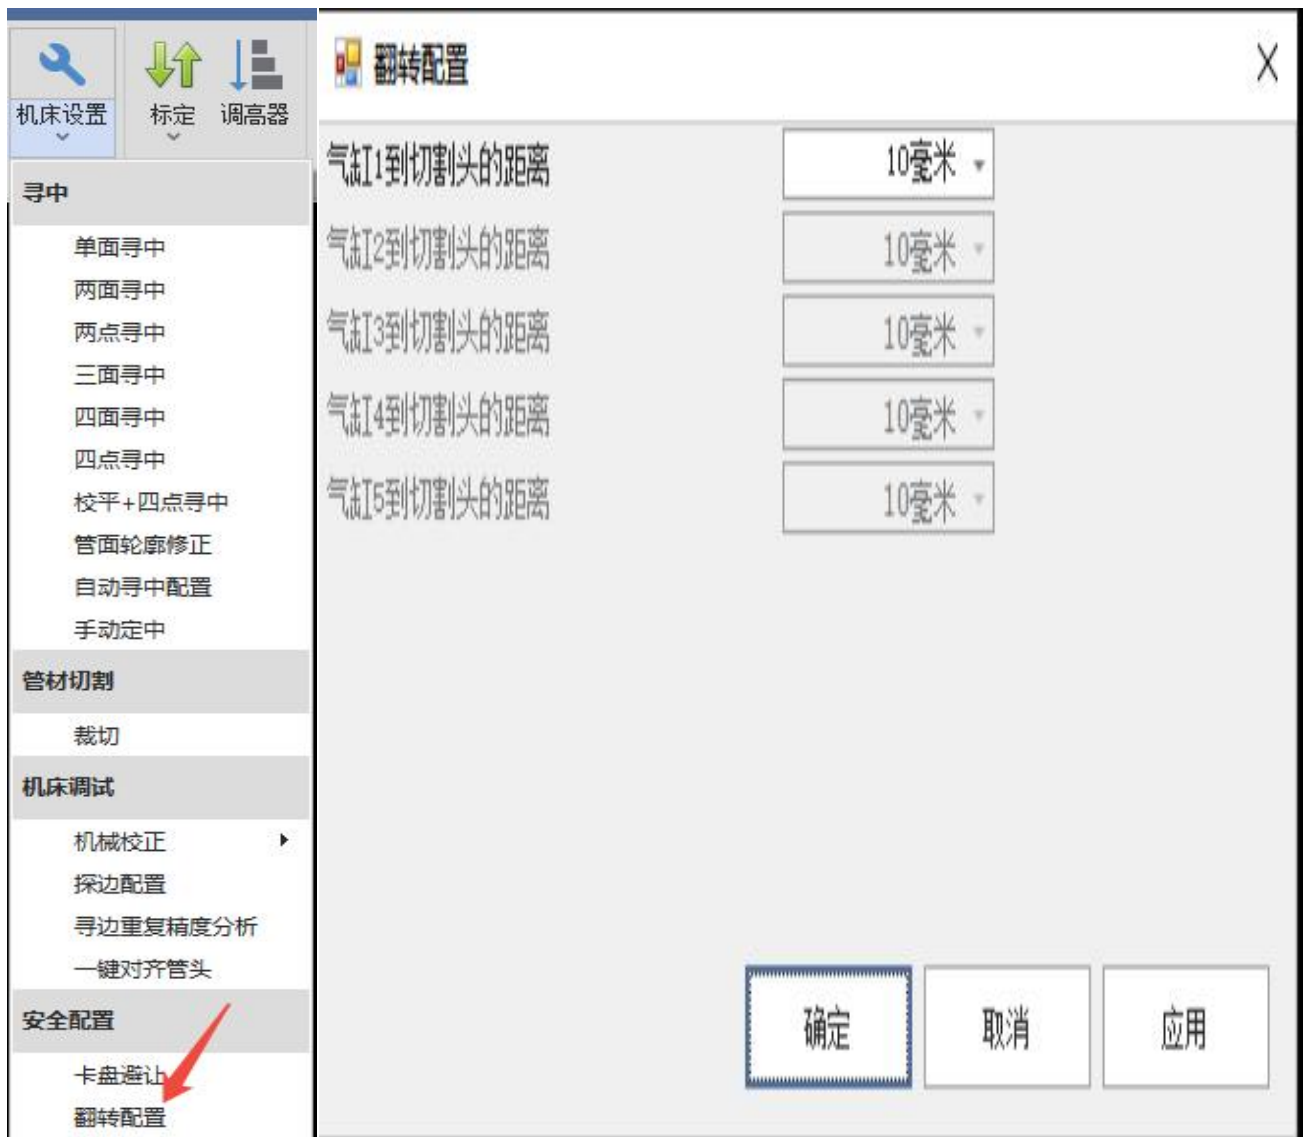 机床设置
标定
调高器
寻中
单面寻中
两面寻中
两点寻中
三面寻中
四面寻中
四点寻中
校平+四点寻中
管面轮廓修正
自动寻中配置
手动定中
管材切割
裁切
机床调试
机械校正
探边配置
寻边重复精度分析
一键对齐管头
安全配置
卡盘避让
翻转配置
翻转配置
气缸1到切割头的距离 10毫米
气缸2到切割头的距离 10毫米
气缸3到切割头的距离 10毫米
气缸4到切割头的距离 10毫米
气缸5到切割头的距离 10毫米
确定 取消 应用